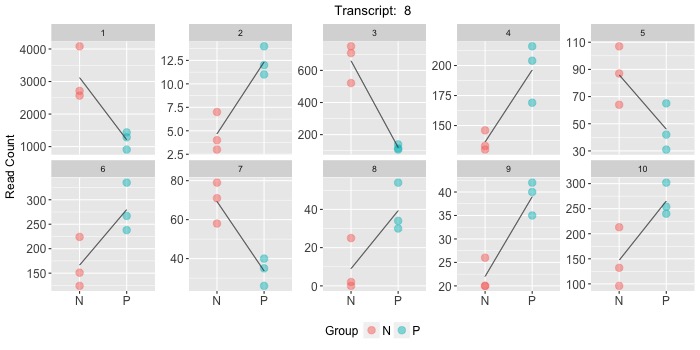 Transcript: 8
1 2 3 4 5
4000 3000 2000 1000
12.5 10.0 7.5 5.0 2.5
600 400 200
200 175 150
110 90 70 50 30
Read Count
6 7 8 9 10
300 250 200 150
80 60 40
40 20 0
40 35 30 25 20
300 250 200 150 100
N P N P N P N P N P
Group N P